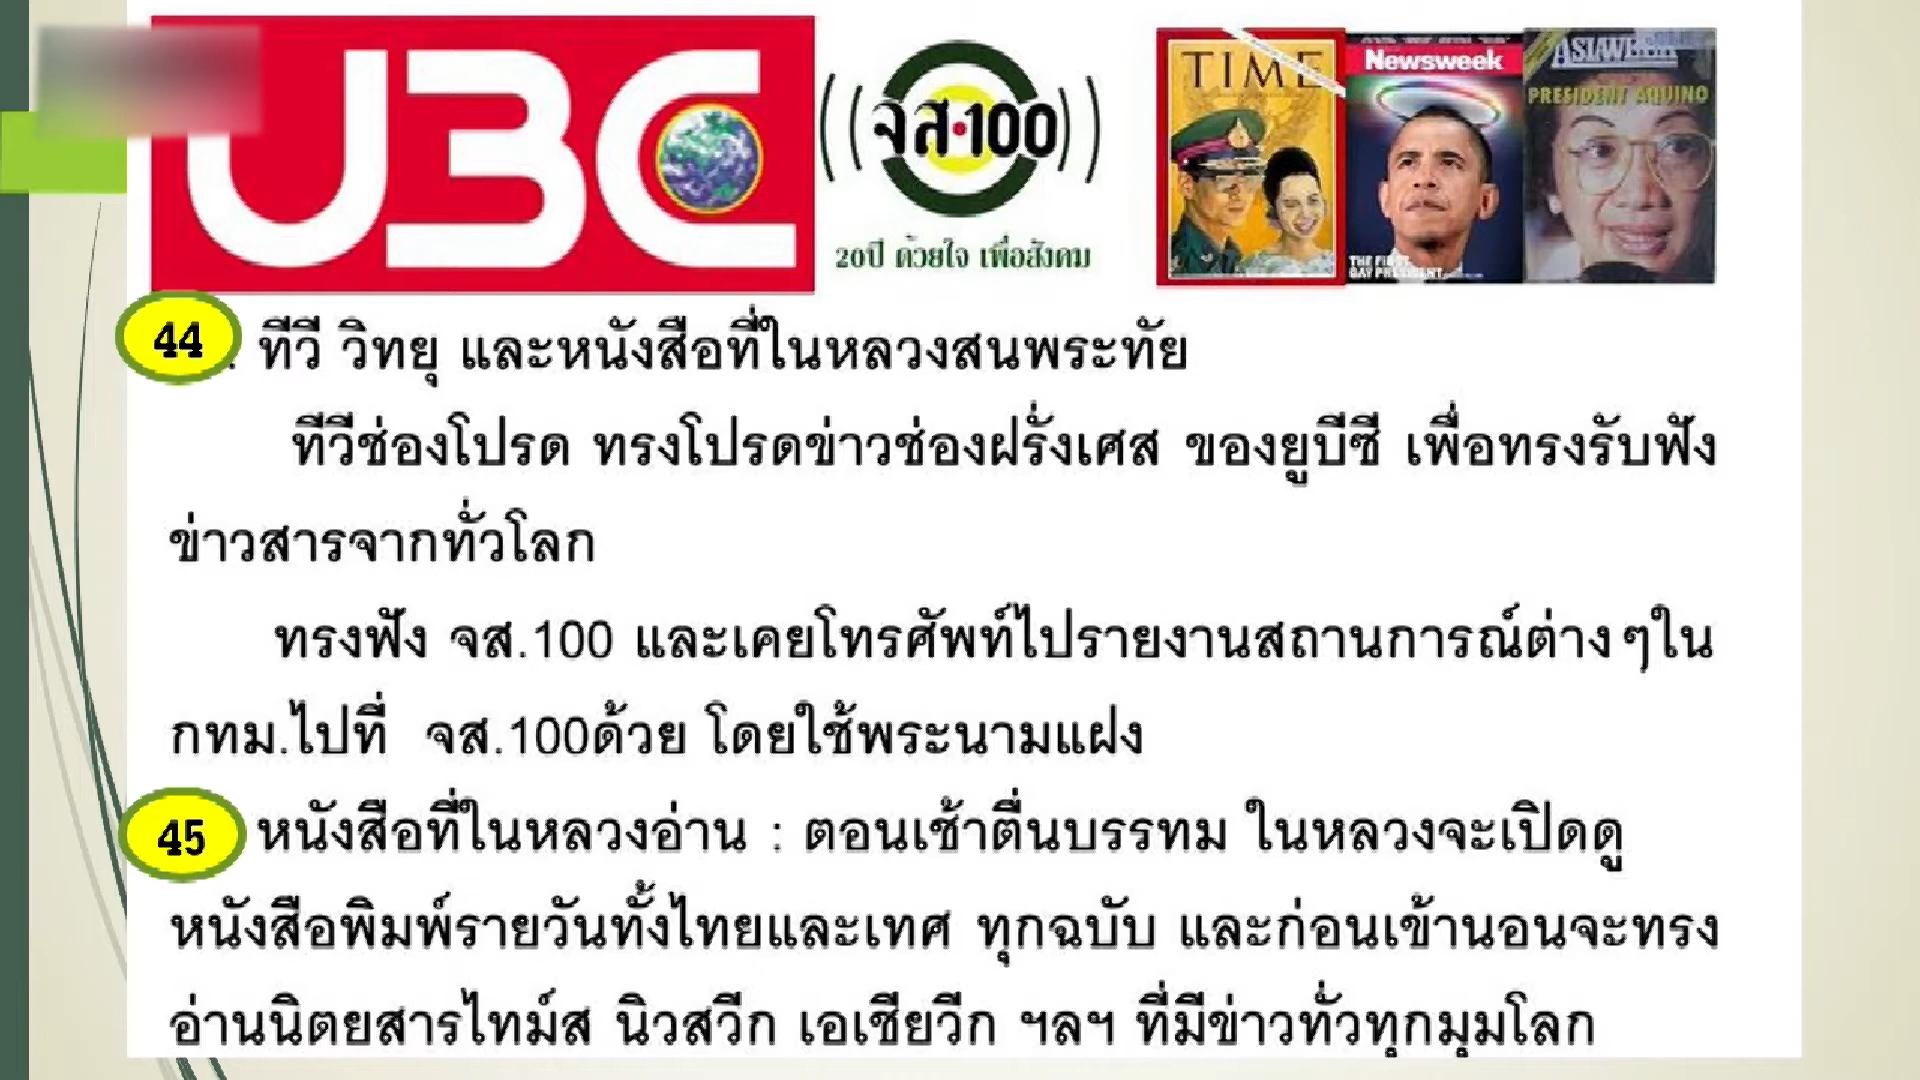 UBC
จส.100
20ปี ด้วยใจ เพื่อสังคม
TIME
Newsweek
THE FIRST
GAY PRESIDENT
ASIAWEEK
PRESIDENT AQUINO
44. ทีวี วิทยุ และหนังสือที่ในหลวงสนพระทัย
ทีวีช่องโปรด ทรงโปรดข่าวช่องฝรั่งเศส ของยูบีซี เพื่อทรงรับฟัง
ข่าวสารจากทั่วโลก
ทรงฟัง จส.100 และเคยโทรศัพท์ไปรายงานสถานการณ์ต่างๆใน
กทม.ไปที่ จส.100ด้วย โดยใช้พระนามแฝง
45 หนังสือที่ในหลวงอ่าน : ตอนเช้าตื่นบรรทม ในหลวงจะเปิดดู
หนังสือพิมพ์รายวันทั้งไทยและเทศ ทุกฉบับ และก่อนเข้านอนจะทรง
อ่านนิตยสารไทม์ส นิวสวีก เอเชียวีก ฯลฯ ที่มีข่าวทั่วทุกมุมโลก